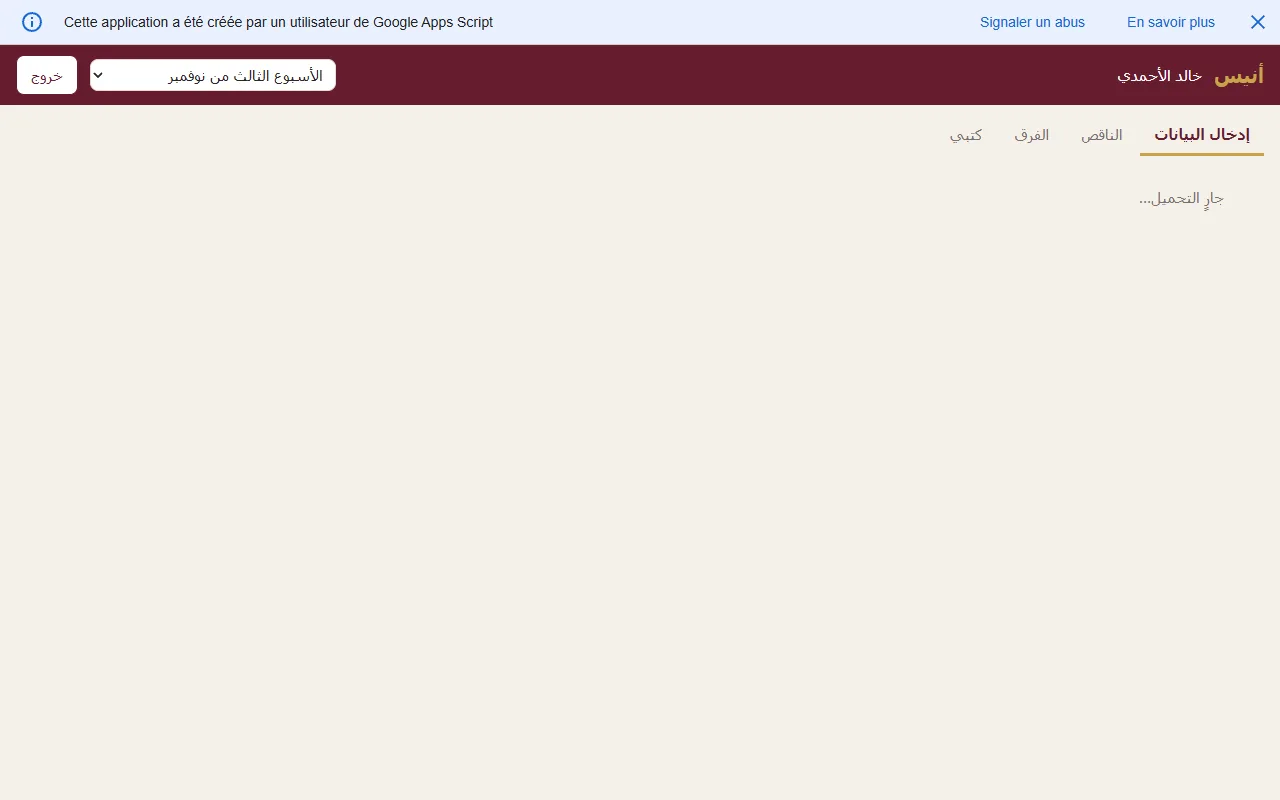 Cette application a été créée par un utilisateur de Google Apps Script
Signaler un abus
En savoir plus
أنيس
خالد الأحمدي
الأسبوع الثالث من نوفمبر
خروج
إدخال البيانات
الناقص
الفرق
كتبي
جارٍ التحميل...